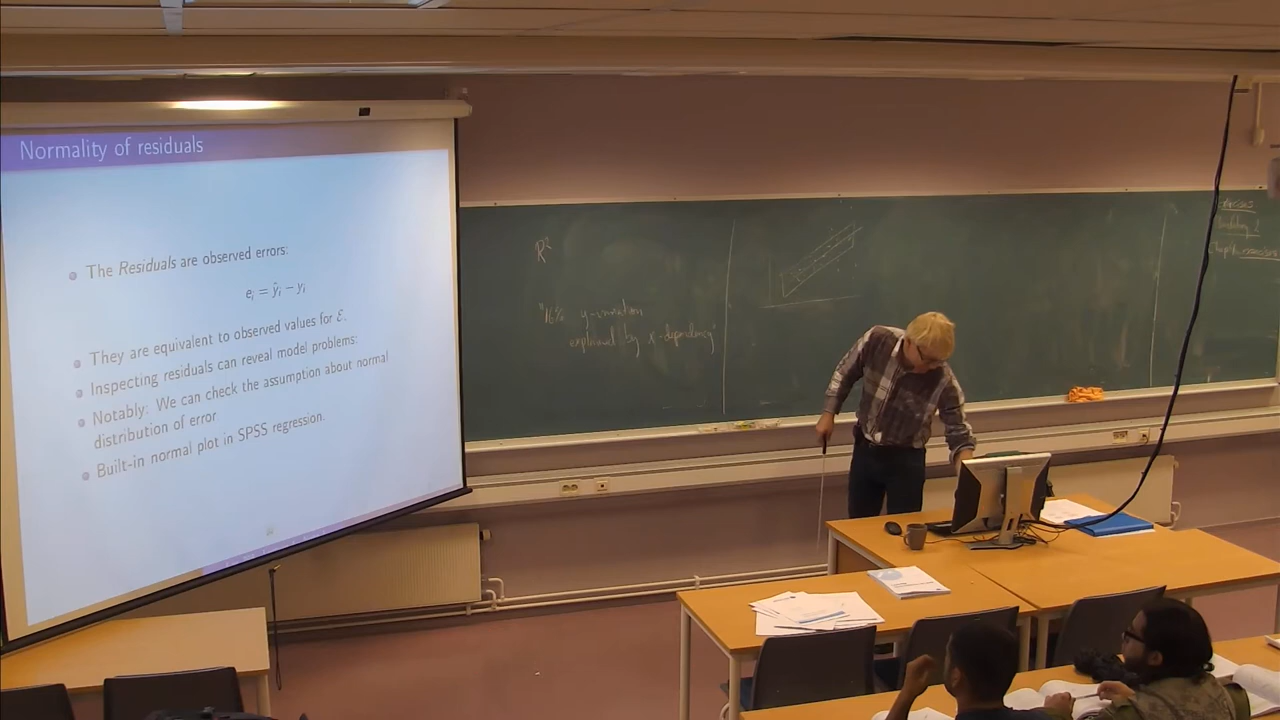 Normality of residuals
The Residuals are observed errors:
eᵢ = ŷᵢ − yᵢ
They are equivalent to observed values for ℰ.
Inspecting residuals can reveal model problems:
Notably: We can check the assumption about normal
distribution of error
Built-in normal plot in SPSS regression.
R²
"16% y-variation
explained by x-dependency"